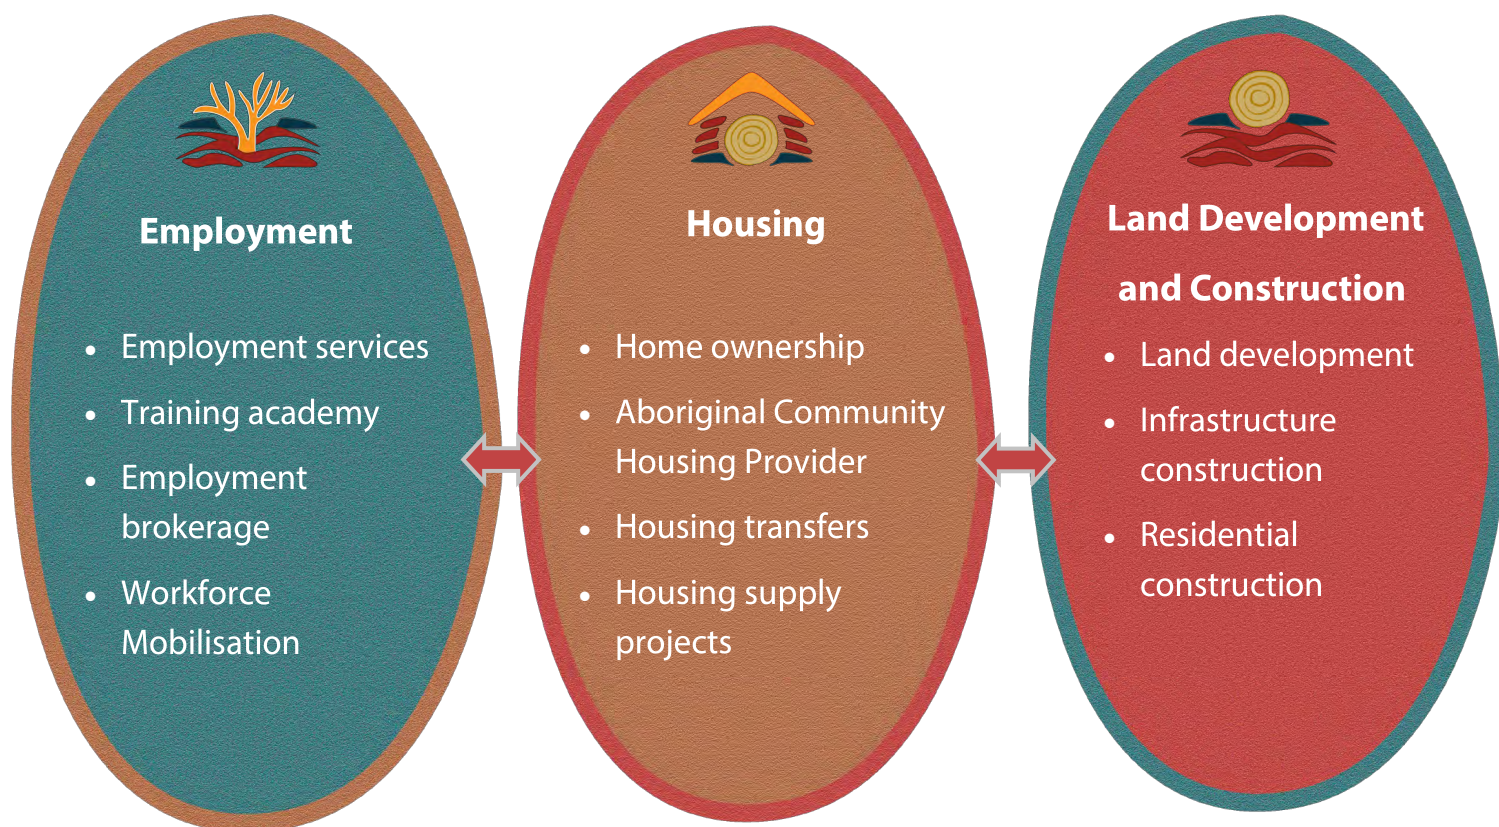 Employment
• Employment services
• Training academy
• Employment
brokerage
• Workforce
Mobilisation
Housing
• Home ownership
• Aboriginal Community
Housing Provider
• Housing transfers
• Housing supply
projects
Land Development
and Construction
• Land development
• Infrastructure
construction
• Residential
construction